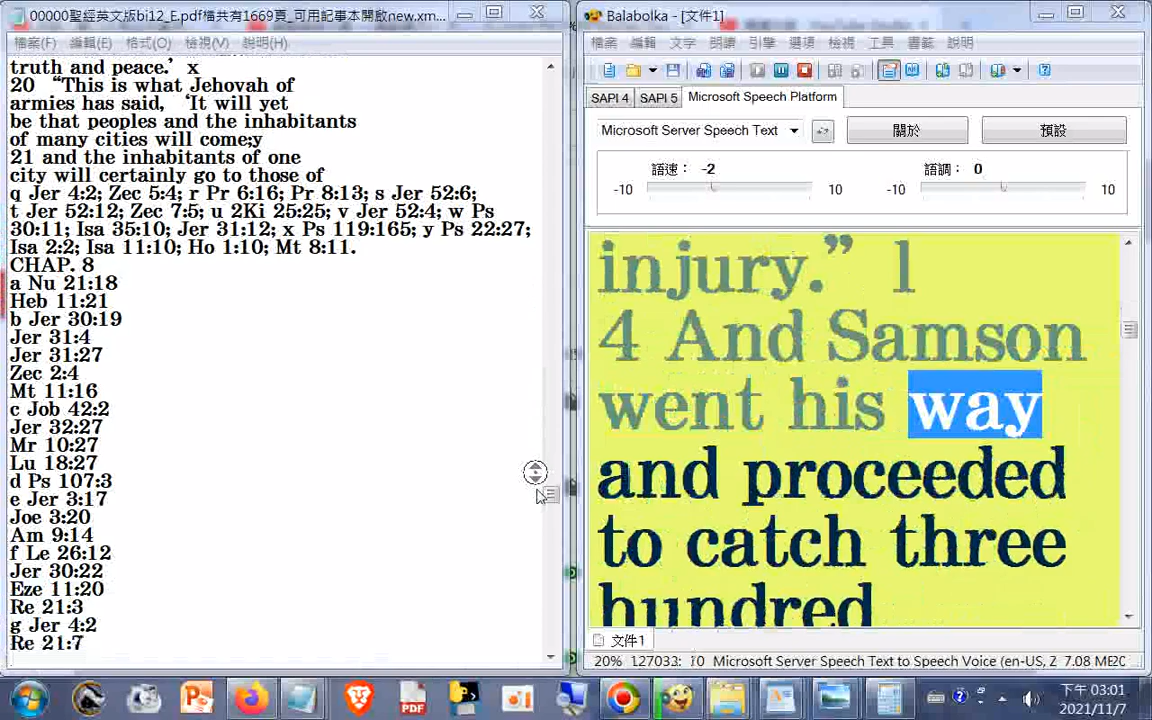 00000聖經英文版bi12_E.pdf檔共有1669頁_可用記事本開啟new.xm...
檔案(F) 編輯(E) 格式(O) 檢視(V) 說明(H)
truth and peace.’ x
20 “This is what Jehovah of
armies has said, ‘It will yet
be that peoples and the inhabitants
of many cities will come;y
21 and the inhabitants of one
city will certainly go to those of
q Jer 4:2; Zec 5:4; r Pr 6:16; Pr 8:13; s Jer 52:6;
t Jer 52:12; Zec 7:5; u 2Ki 25:25; v Jer 52:4; w Ps
30:11; Isa 35:10; Jer 31:12; x Ps 119:165; y Ps 22:27;
Isa 2:2; Isa 11:10; Ho 1:10; Mt 8:11.
CHAP. 8
a Nu 21:18
Heb 11:21
b Jer 30:19
Jer 31:4
Jer 31:27
Zec 2:4
Mt 11:16
c Job 42:2
Jer 32:27
Mr 10:27
Lu 18:27
d Ps 107:3
e Jer 3:17
Joe 3:20
Am 9:14
f Le 26:12
Jer 30:22
Eze 11:20
Re 21:3
g Jer 4:2
Re 21:7
Balabolka - [文件1]
檔案 編輯 文字 朗讀 引擎 選項 檢視 工具 書籤 說明
SAPI 4 SAPI 5 Microsoft Speech Platform
Microsoft Server Speech Text 關於 預設
語速： -2 語調： 0
-10 10 -10 10
injury.” l
4 And Samson
went his way
and proceeded
to catch three
hundred
文件1
20% Microsoft Server Speech Text to Speech Voice (en-US, Z
PDF
下午 03:01
2021/11/7